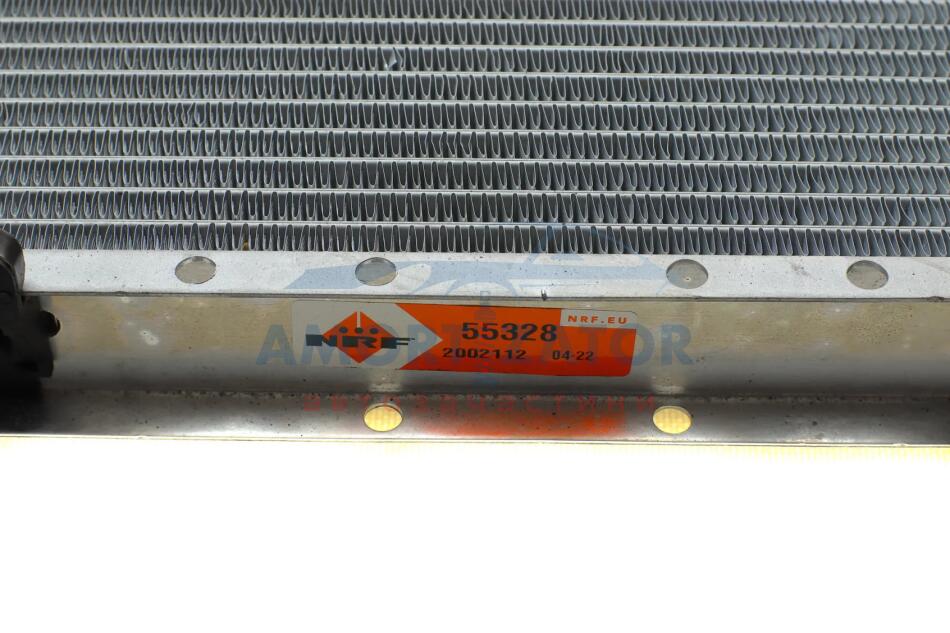 NRF.EU
55328
NRF
2002112 04-22
AMORTIZATOR